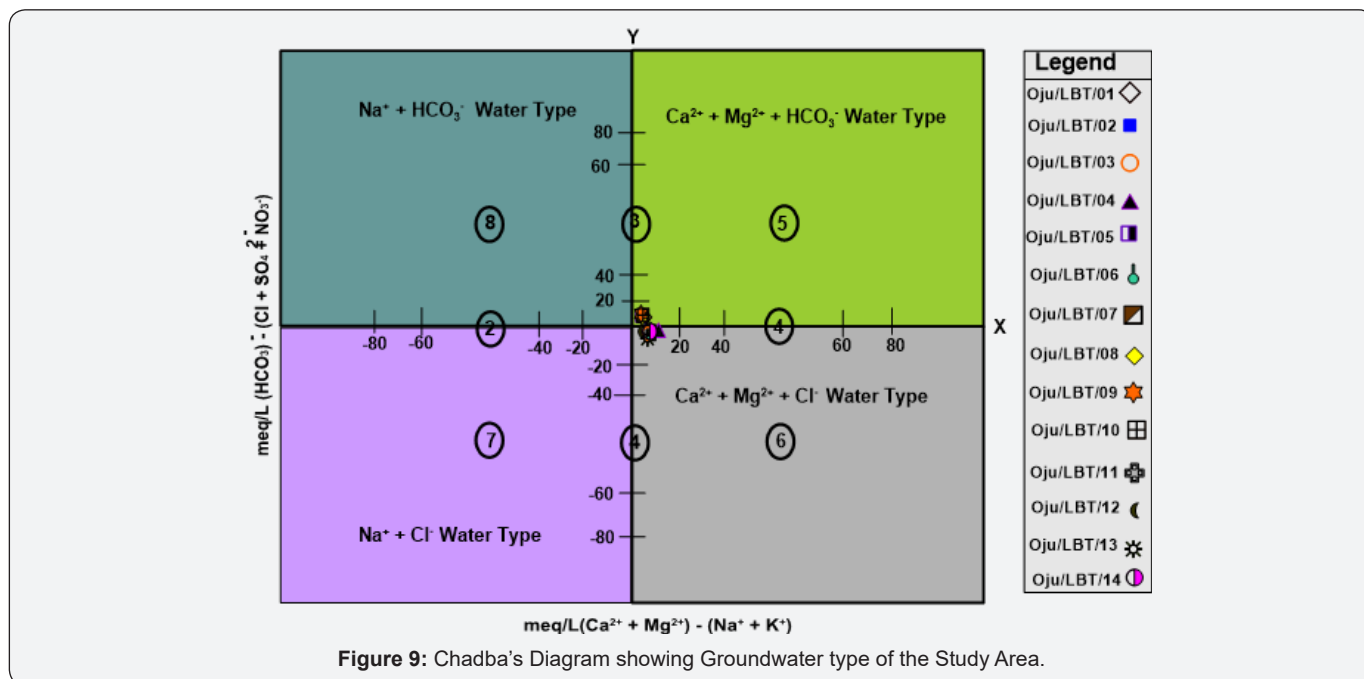 Y
Na⁺ + HCO₃⁻ Water Type
Ca²⁺ + Mg²⁺ + HCO₃⁻ Water Type
80
60
8
3
5
40
20
2
4
X
-80
-60
-40
-20
20
40
60
80
-20
-40
Ca²⁺ + Mg²⁺ + Cl⁻ Water Type
7
4
6
-60
-80
Na⁺ + Cl⁻ Water Type
meq/L (HCO₃)⁻ - (Cl⁻ + SO₄²⁻ + NO₃⁻)
meq/L(Ca²⁺ + Mg²⁺) - (Na⁺ + K⁺)
Legend
Oju/LBT/01
Oju/LBT/02
Oju/LBT/03
Oju/LBT/04
Oju/LBT/05
Oju/LBT/06
Oju/LBT/07
Oju/LBT/08
Oju/LBT/09
Oju/LBT/10
Oju/LBT/11
Oju/LBT/12
Oju/LBT/13
Oju/LBT/14
Figure 9: Chadba's Diagram showing Groundwater type of the Study Area.